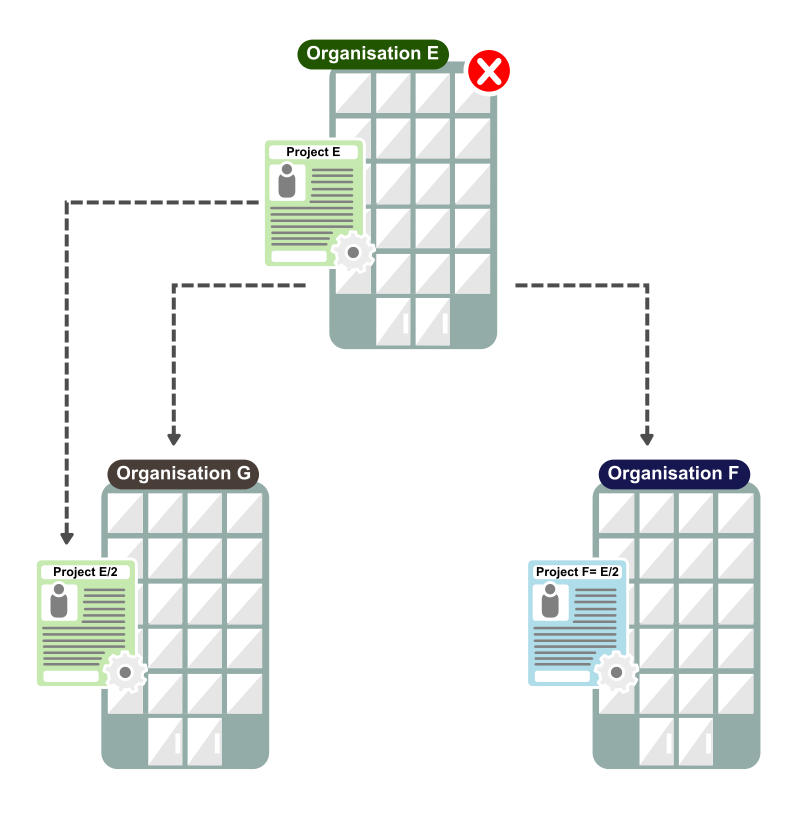 Organisation E
Project E
Organisation G
Organisation F
Project E/2
Project F= E/2